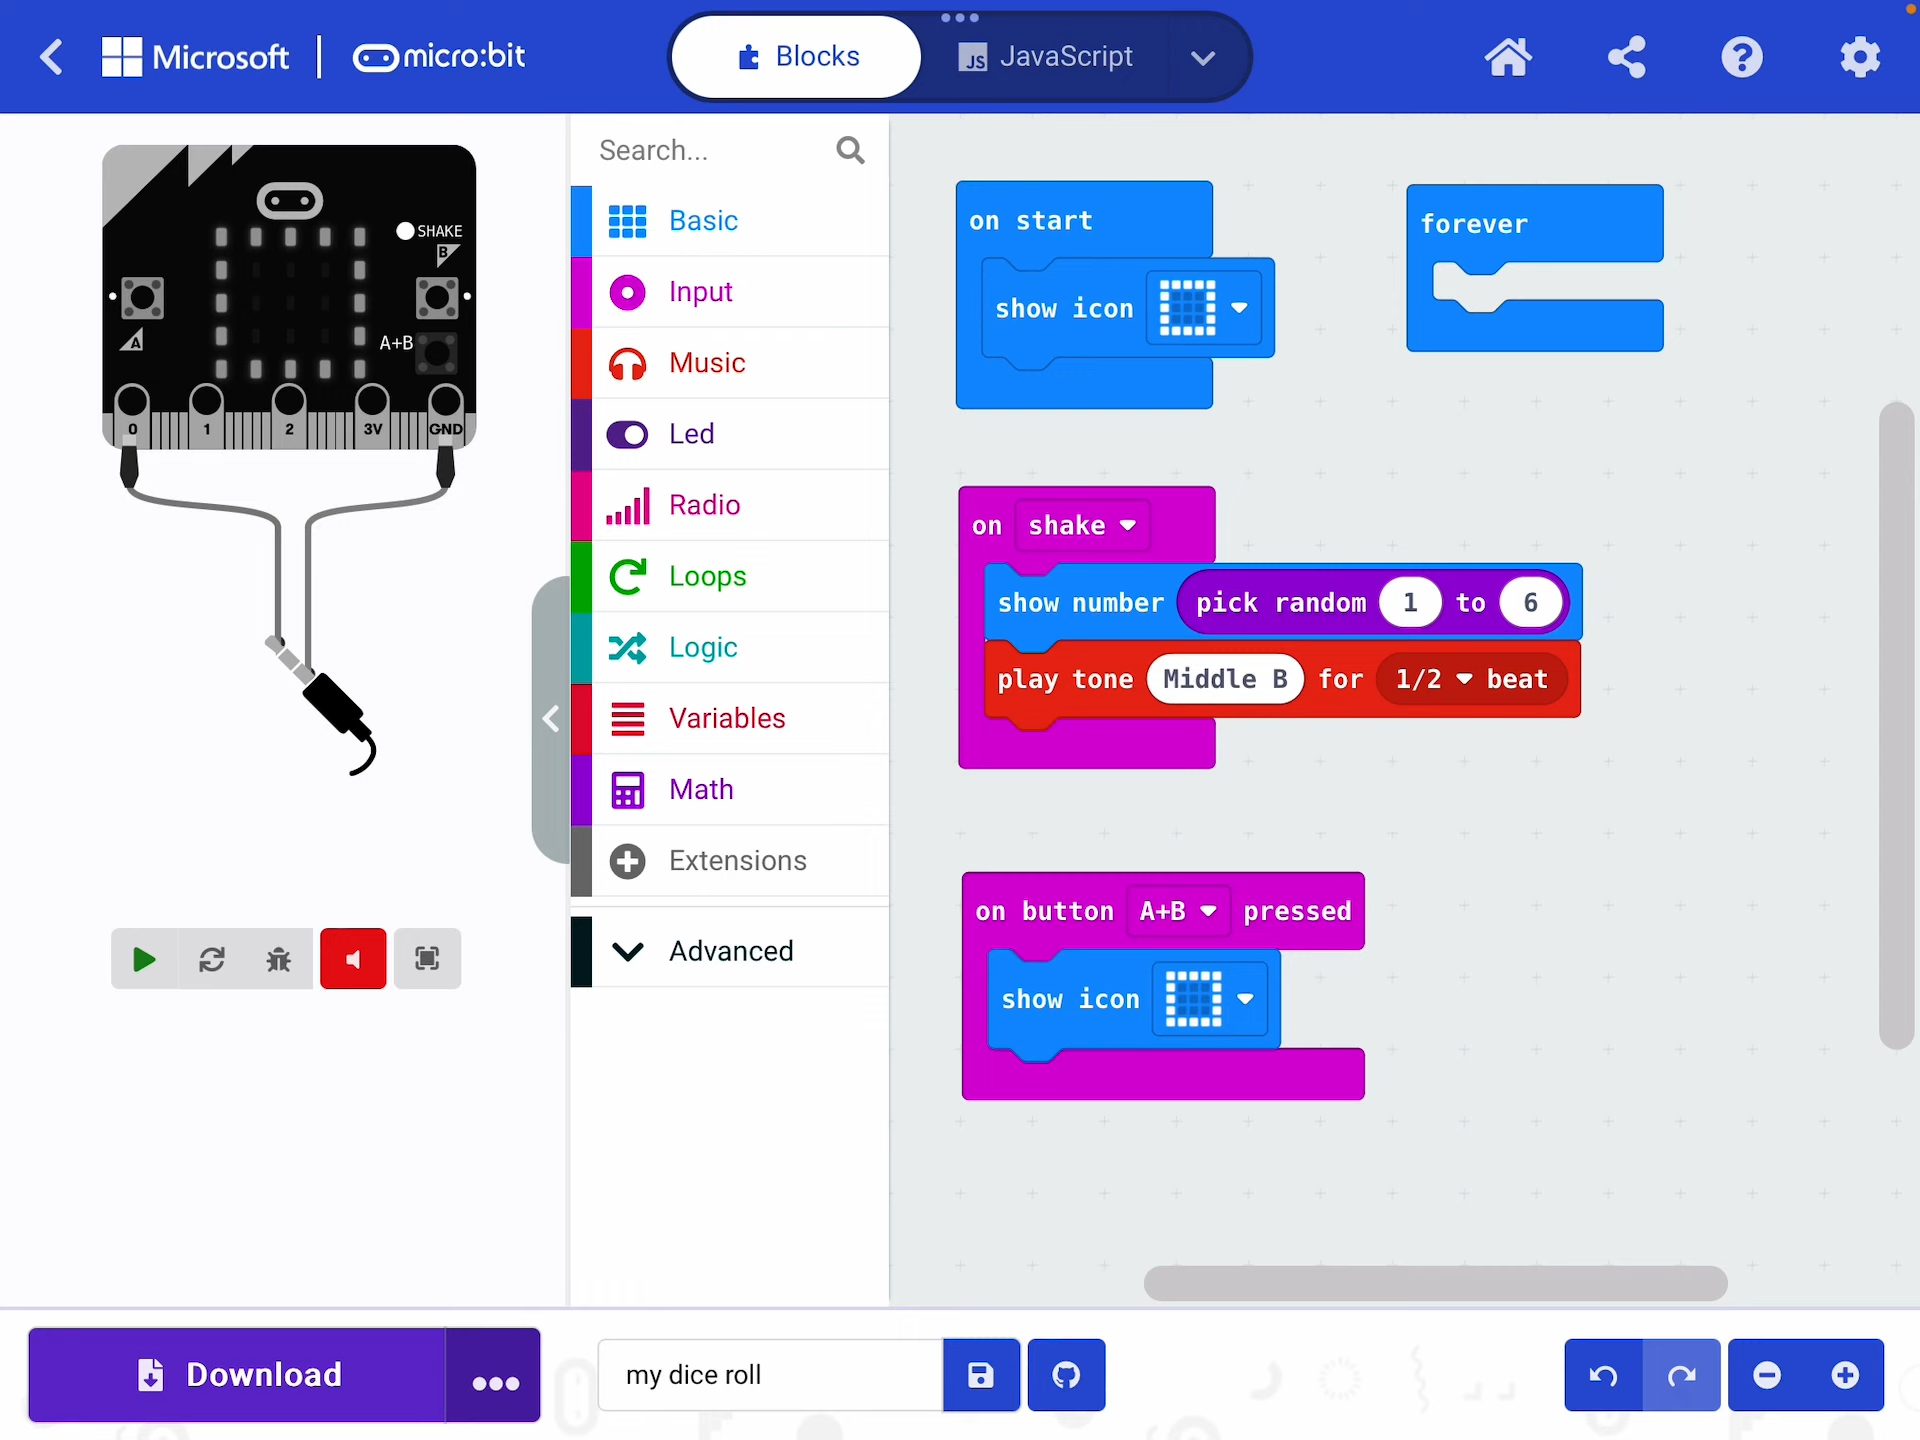 Microsoft | micro:bit
Blocks
JS JavaScript
SHAKE
B
A
A+B
0 1 2 3V GND
Search...
Basic
Input
Music
Led
Radio
Loops
Logic
Variables
Math
Extensions
Advanced
on start
show icon
forever
on shake
show number pick random 1 to 6
play tone Middle B for 1/2 beat
on button A+B pressed
show icon
Download
my dice roll